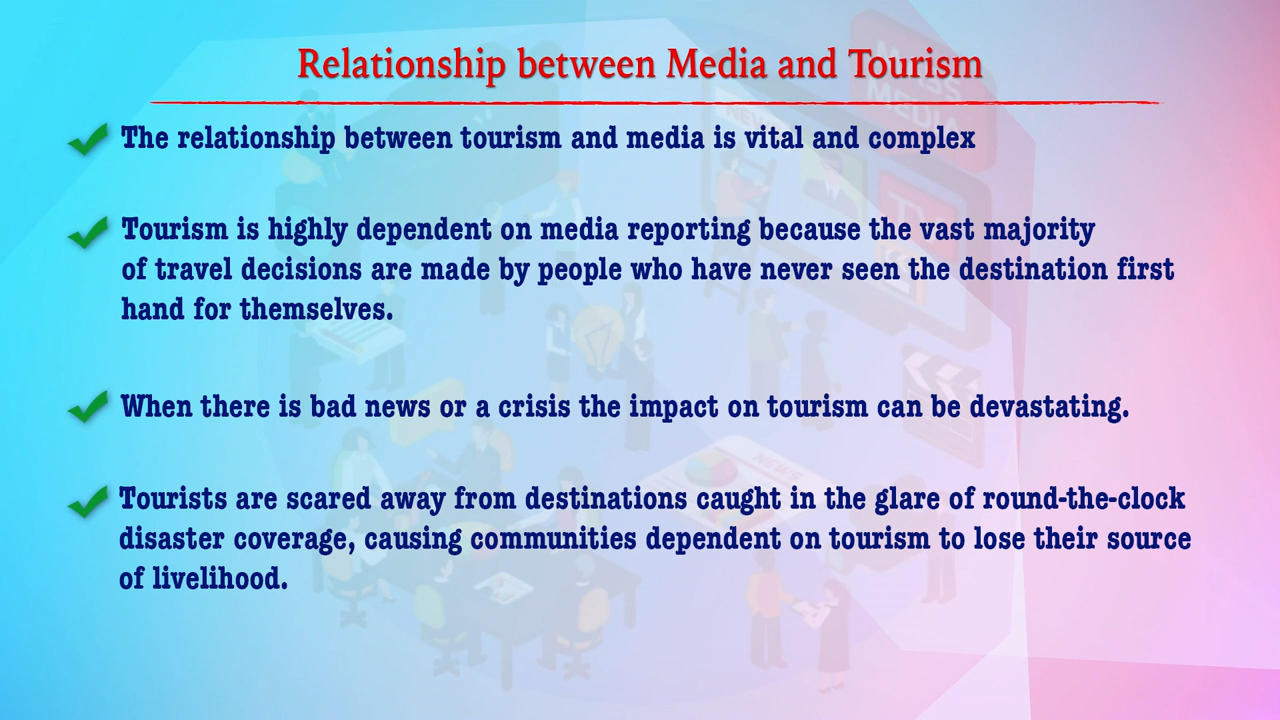 Relationship between Media and Tourism
The relationship between tourism and media is vital and complex
Tourism is highly dependent on media reporting because the vast majority
of travel decisions are made by people who have never seen the destination first
hand for themselves.
When there is bad news or a crisis the impact on tourism can be devastating.
Tourists are scared away from destinations caught in the glare of round-the-clock
disaster coverage, causing communities dependent on tourism to lose their source
of livelihood.
MASS
MEDIA
NEWS